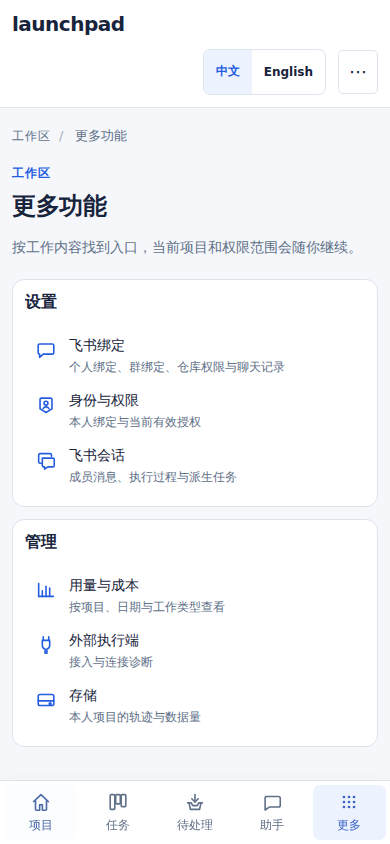 launchpad
中文 English ···
工作区 / 更多功能
工作区
更多功能
按工作内容找到入口，当前项目和权限范围会随你继续。
设置
飞书绑定
个人绑定、群绑定、仓库权限与聊天记录
身份与权限
本人绑定与当前有效授权
飞书会话
成员消息、执行过程与派生任务
管理
用量与成本
按项目、日期与工作类型查看
外部执行端
接入与连接诊断
存储
本人项目的轨迹与数据量
项目 任务 待处理 助手 更多